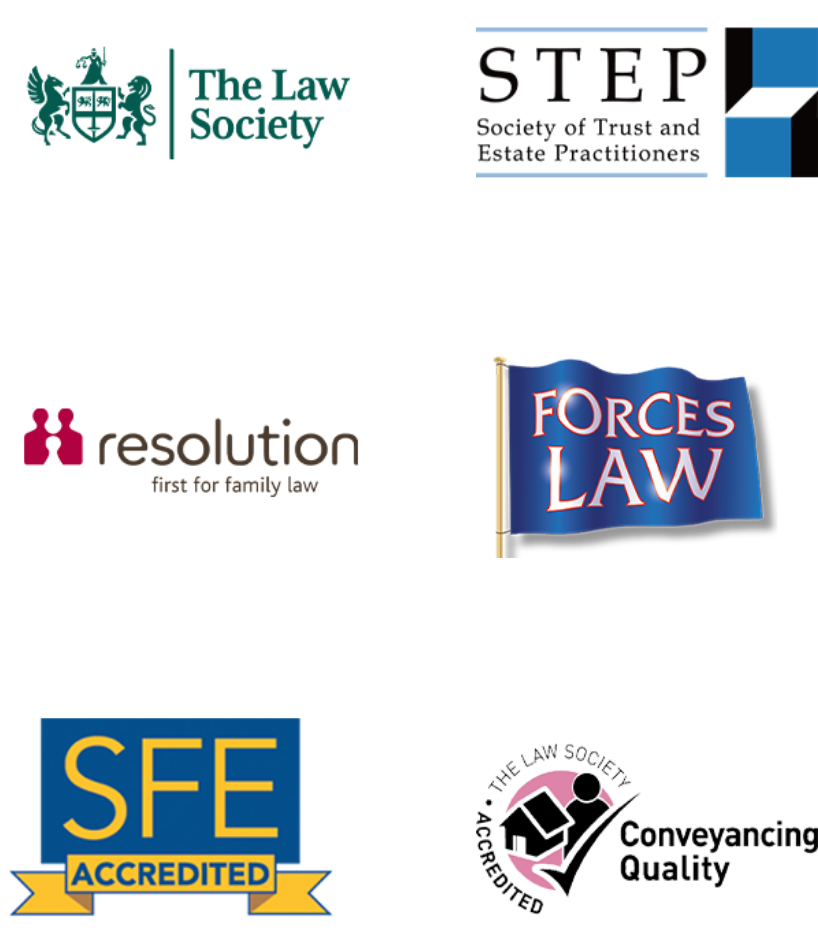 The Law
Society
STEP
Society of Trust and
Estate Practitioners
resolution
first for family law
FORCES
LAW
SFE
ACCREDITED
• THE LAW SOCIETY
ACCREDITED
Conveyancing
Quality